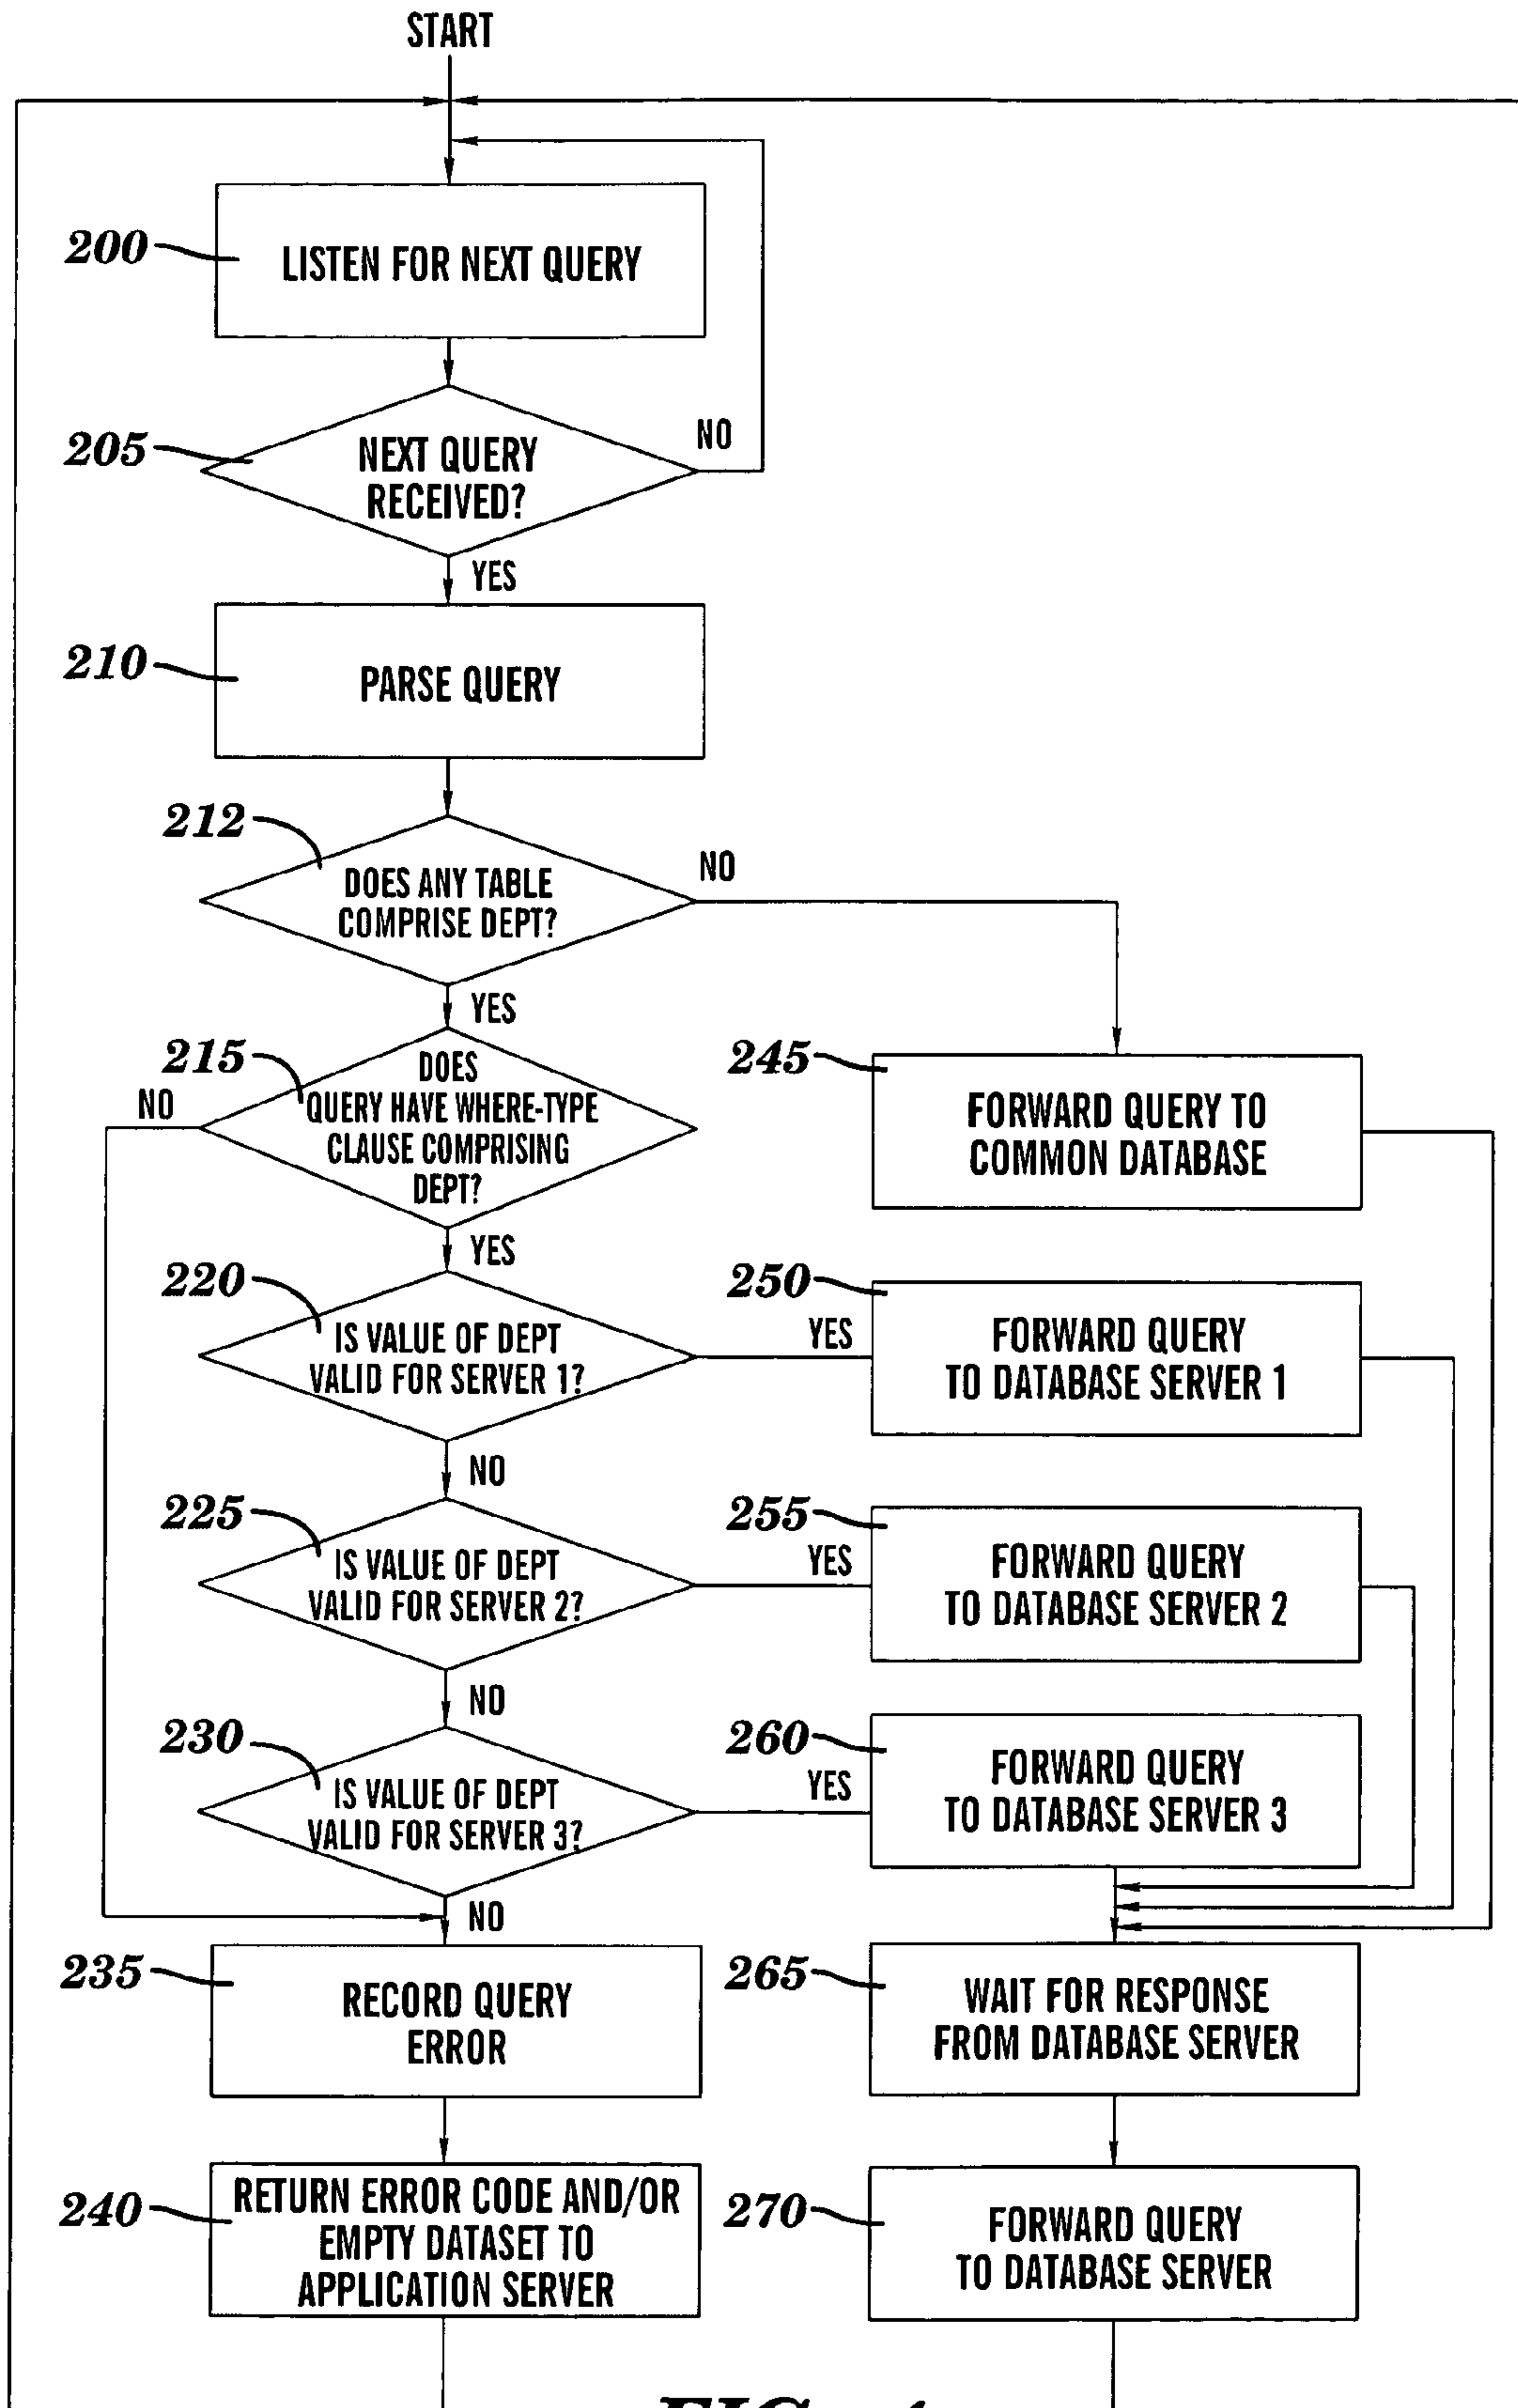 START
200
LISTEN FOR NEXT QUERY
205
NEXT QUERY
RECEIVED?
NO
YES
210
PARSE QUERY
212
DOES ANY TABLE
COMPRISE DEPT?
NO
YES
215
DOES
QUERY HAVE WHERE-TYPE
CLAUSE COMPRISING
DEPT?
NO
YES
245
FORWARD QUERY TO
COMMON DATABASE
220
IS VALUE OF DEPT
VALID FOR SERVER 1?
YES
NO
250
FORWARD QUERY
TO DATABASE SERVER 1
225
IS VALUE OF DEPT
VALID FOR SERVER 2?
YES
NO
255
FORWARD QUERY
TO DATABASE SERVER 2
230
IS VALUE OF DEPT
VALID FOR SERVER 3?
YES
NO
260
FORWARD QUERY
TO DATABASE SERVER 3
235
RECORD QUERY
ERROR
265
WAIT FOR RESPONSE
FROM DATABASE SERVER
240
RETURN ERROR CODE AND/OR
EMPTY DATASET TO
APPLICATION SERVER
270
FORWARD QUERY
TO DATABASE SERVER